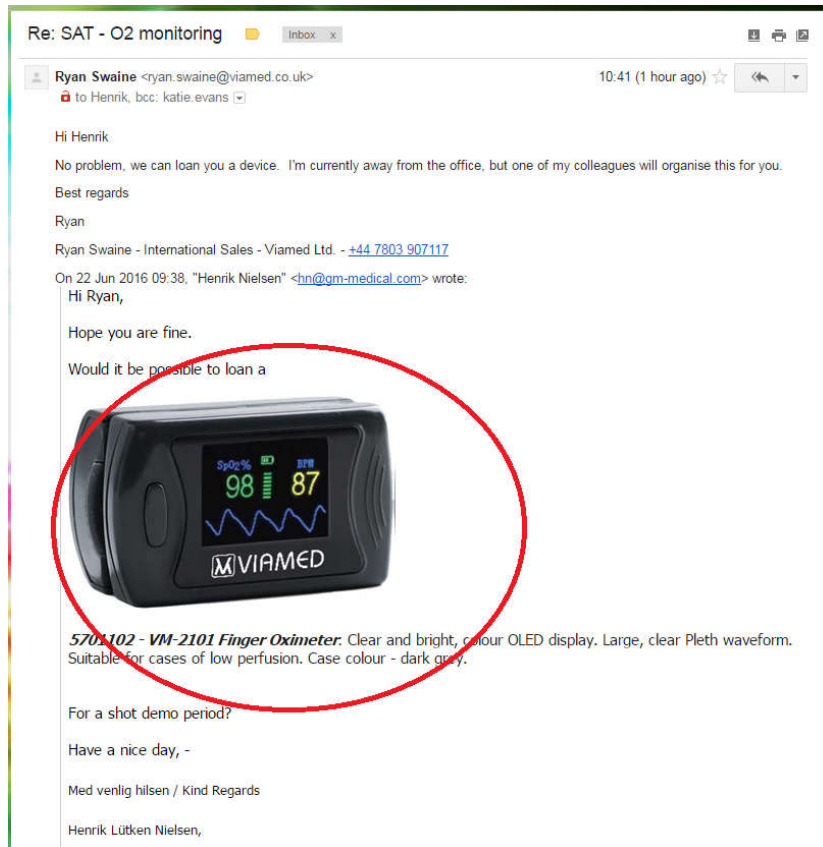 Re: SAT - O2 monitoring Inbox x
Ryan Swaine <ryan.swaine@viamed.co.uk> 10:41 (1 hour ago)
to Henrik, bcc: katie.evans
Hi Henrik
No problem, we can loan you a device. I'm currently away from the office, but one of my colleagues will organise this for you.
Best regards
Ryan
Ryan Swaine - International Sales - Viamed Ltd. - +44 7803 907117
On 22 Jun 2016 09:38, "Henrik Nielsen" <hn@gm-medical.com> wrote:
Hi Ryan,
Hope you are fine.
Would it be possible to loan a
SpO2% BPM
98 87
VIAMED
5701102 - VM-2101 Finger Oximeter. Clear and bright, colour OLED display. Large, clear Pleth waveform.
Suitable for cases of low perfusion. Case colour - dark grey.
For a shot demo period?
Have a nice day, -
Med venlig hilsen / Kind Regards
Henrik Lütken Nielsen,